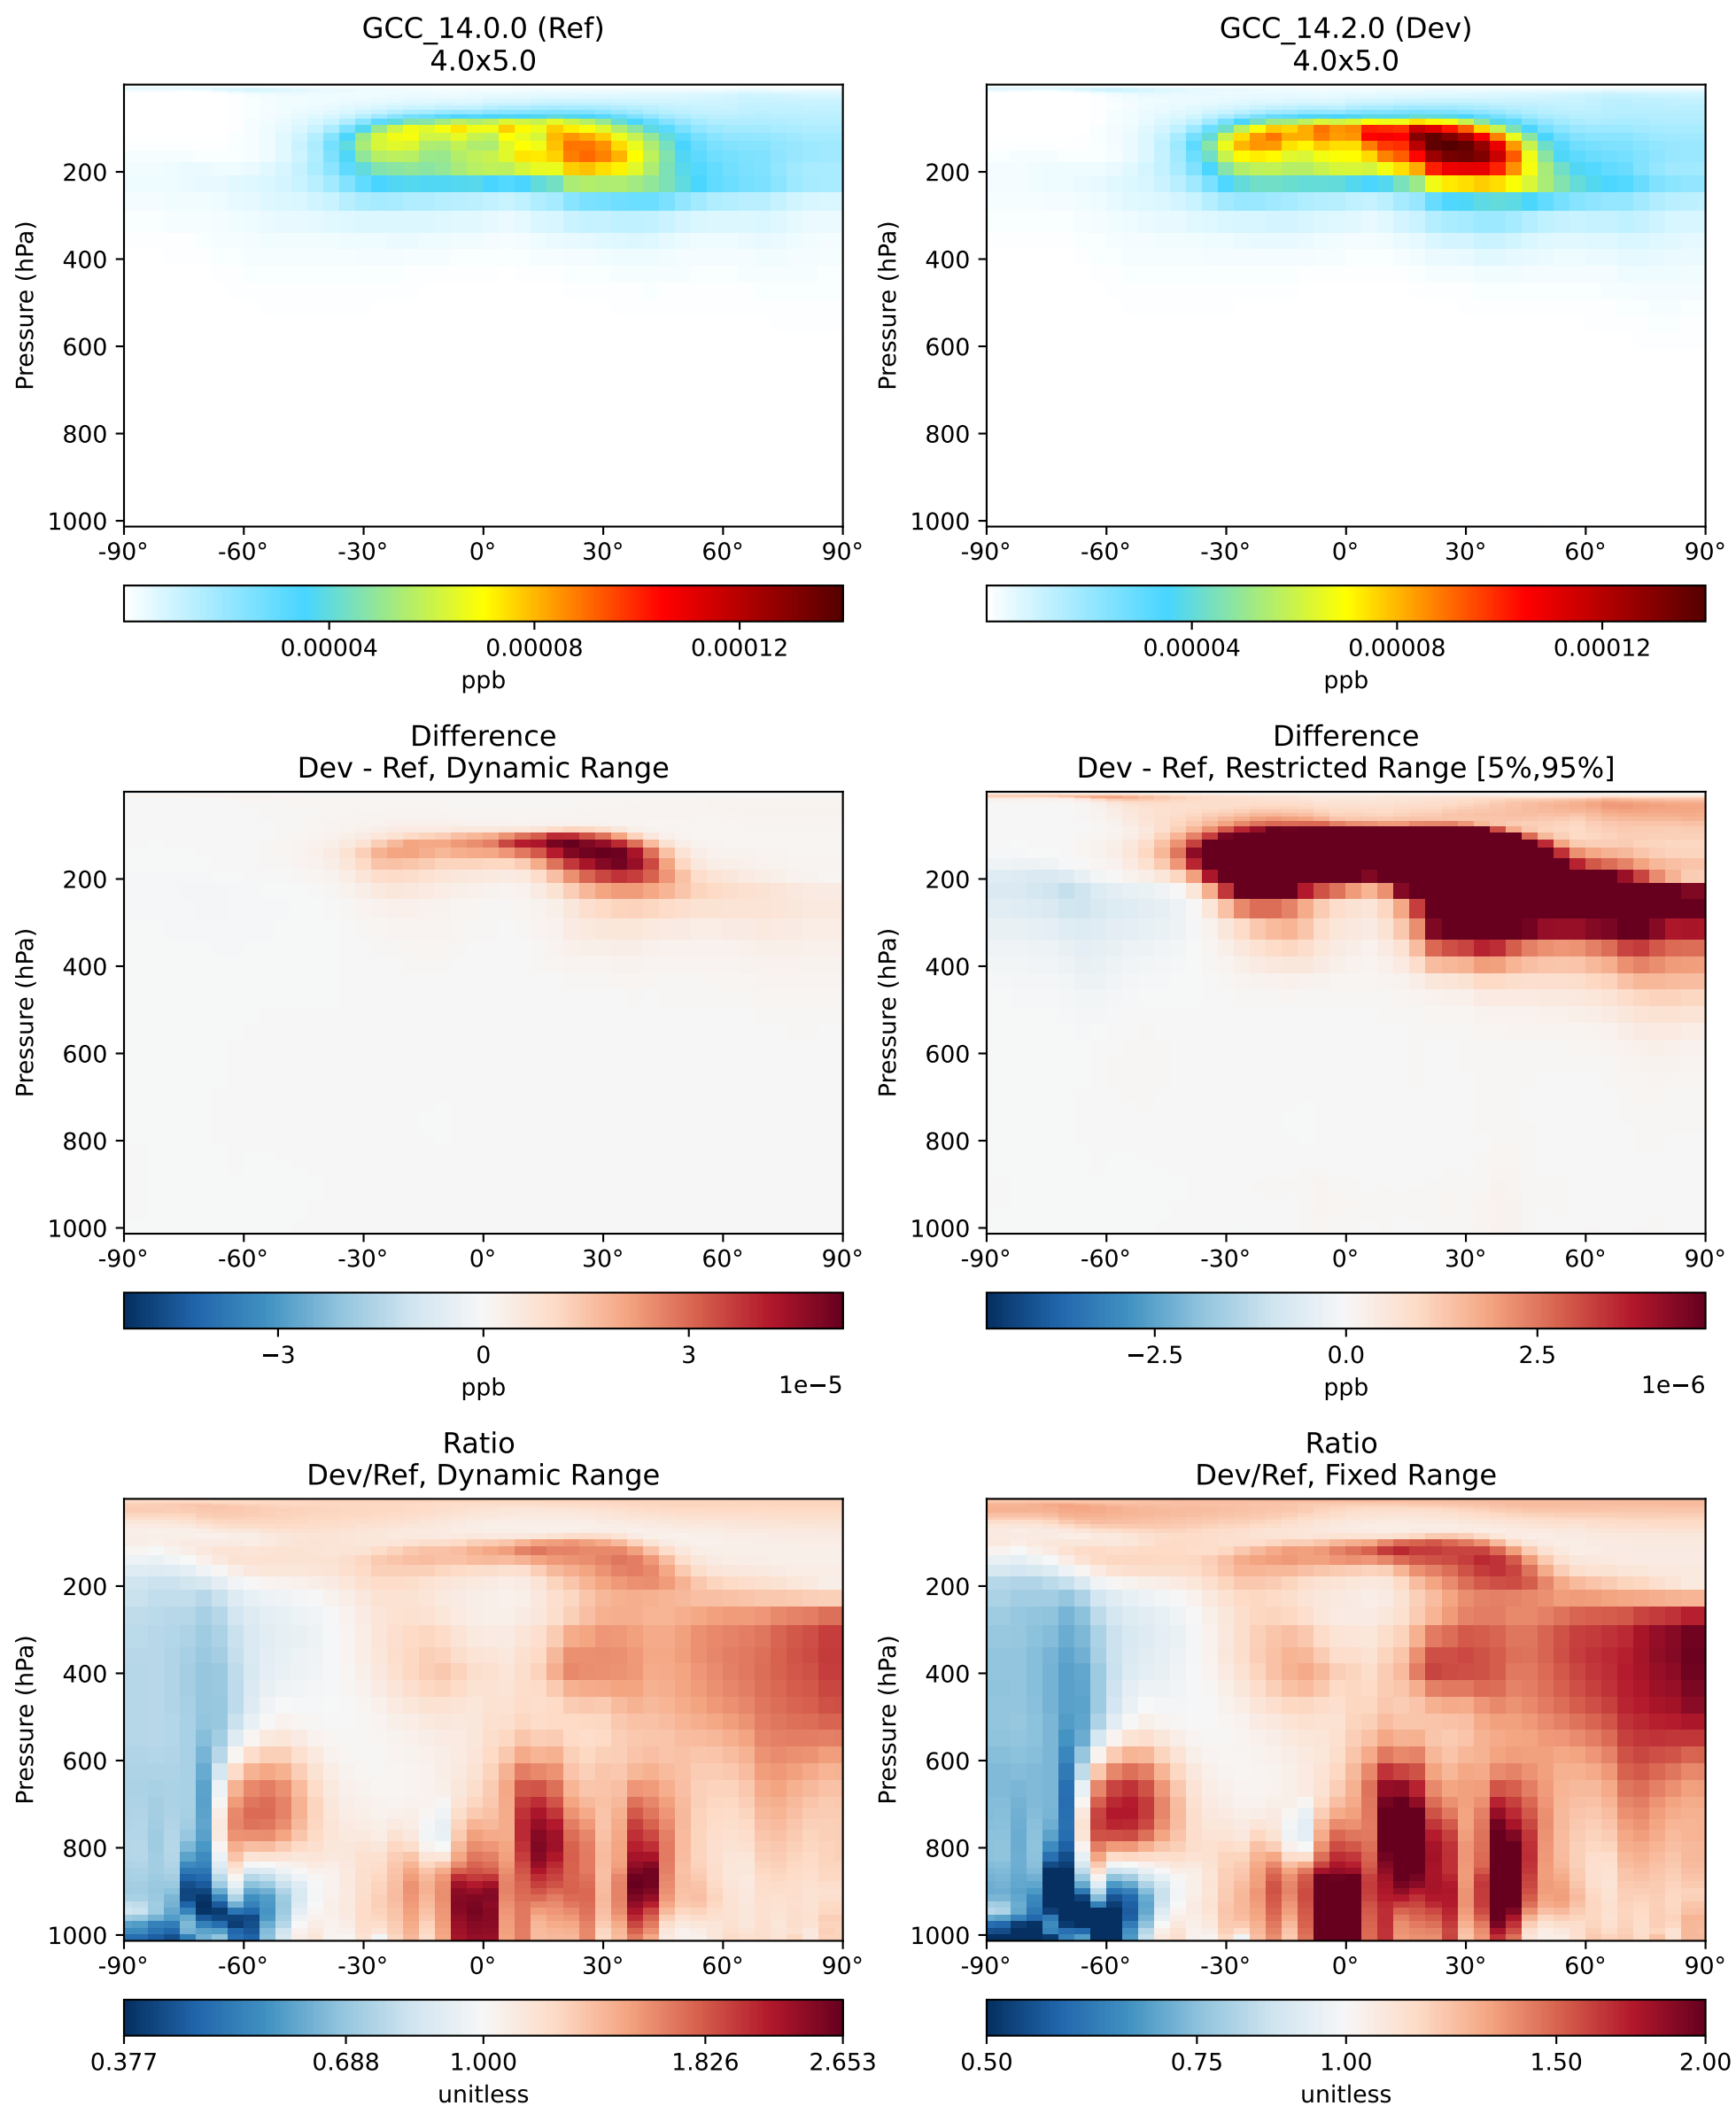 GCC_14.0.0 (Ref)
4.0x5.0
Pressure (hPa)
200
400
600
800
1000
-90° -60° -30° 0° 30° 60° 90°
0.00004 0.00008 0.00012
ppb
GCC_14.2.0 (Dev)
4.0x5.0
Pressure (hPa)
200
400
600
800
1000
-90° -60° -30° 0° 30° 60° 90°
0.00004 0.00008 0.00012
ppb
Difference
Dev - Ref, Dynamic Range
Pressure (hPa)
200
400
600
800
1000
-90° -60° -30° 0° 30° 60° 90°
−3 0 3
ppb
1e−5
Difference
Dev - Ref, Restricted Range [5%,95%]
Pressure (hPa)
200
400
600
800
1000
-90° -60° -30° 0° 30° 60° 90°
−2.5 0.0 2.5
ppb
1e−6
Ratio
Dev/Ref, Dynamic Range
Pressure (hPa)
200
400
600
800
1000
-90° -60° -30° 0° 30° 60° 90°
0.377 0.688 1.000 1.826 2.653
unitless
Ratio
Dev/Ref, Fixed Range
Pressure (hPa)
200
400
600
800
1000
-90° -60° -30° 0° 30° 60° 90°
0.50 0.75 1.00 1.50 2.00
unitless